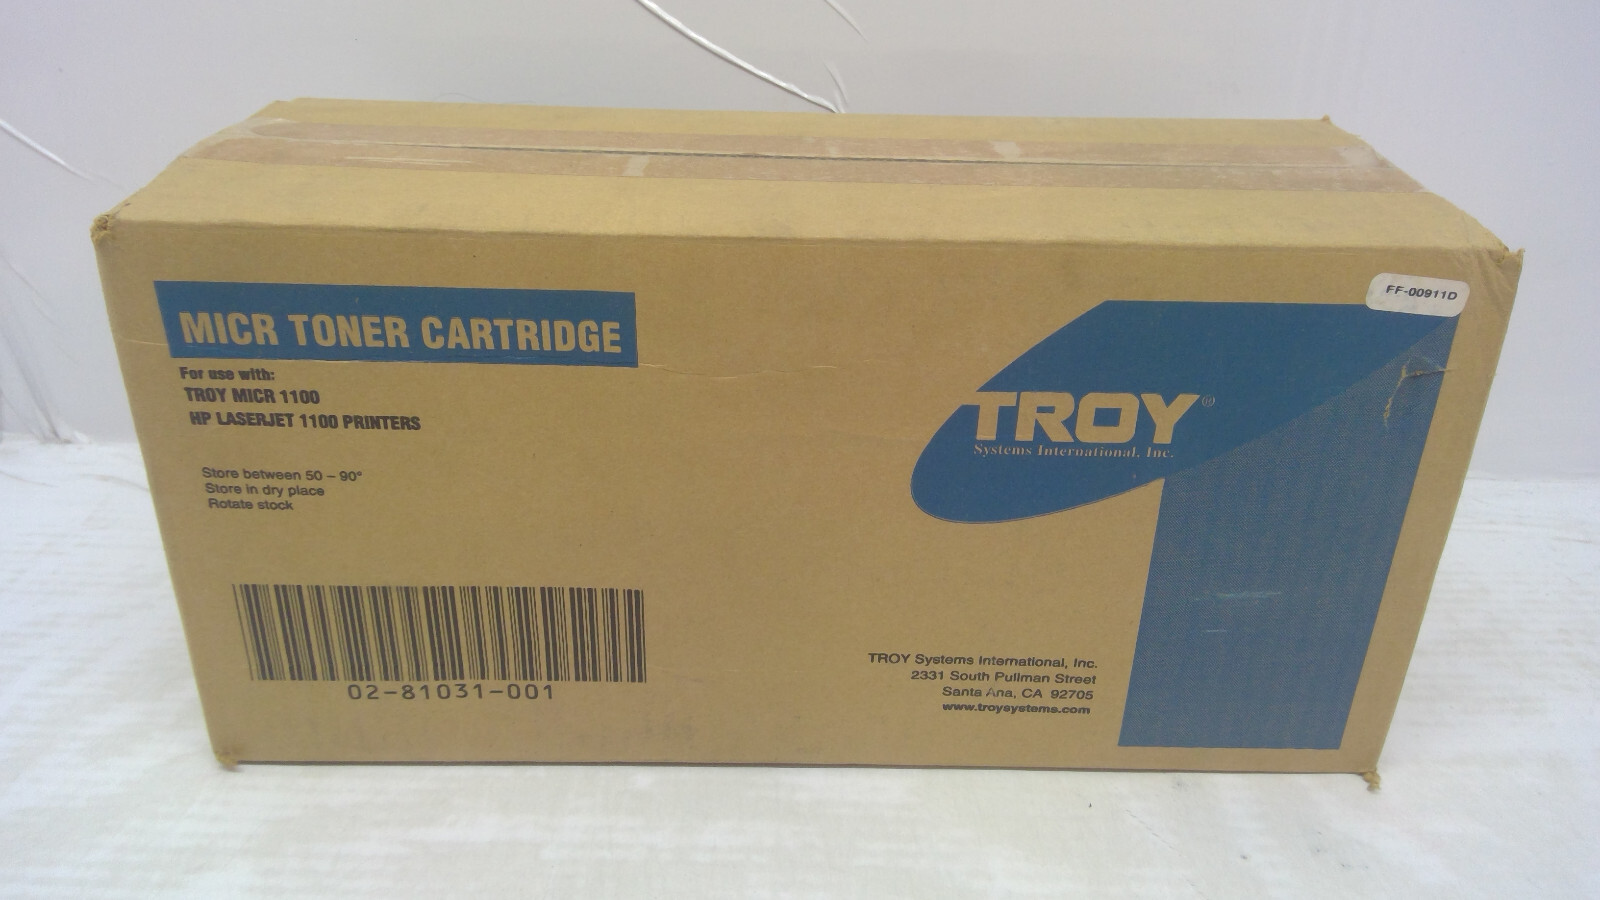 MICR TONER CARTRIDGE
For use with:
TROY MICR 1100
HP LASERJET 1100 PRINTERS
Store between 50 – 90°
Store in dry place
Rotate stock
02-81031-001
FF-00911D
TROY®
Systems International, Inc.
TROY Systems International, Inc.
2331 South Pullman Street
Santa Ana, CA 92705
www.troysystems.com